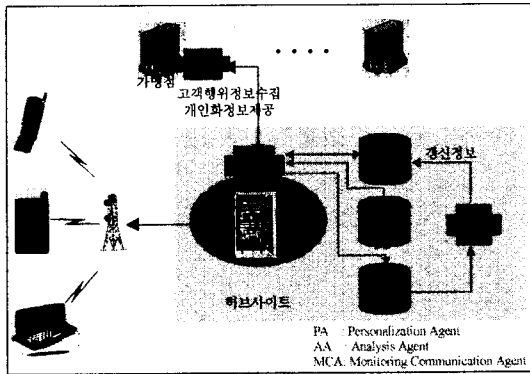 가맹점
고객행위정보수집
개인화정보제공
갱신정보
허브사이트
PA : Personalization Agent
AA : Analysis Agent
MCA: Monitoring Communication Agent